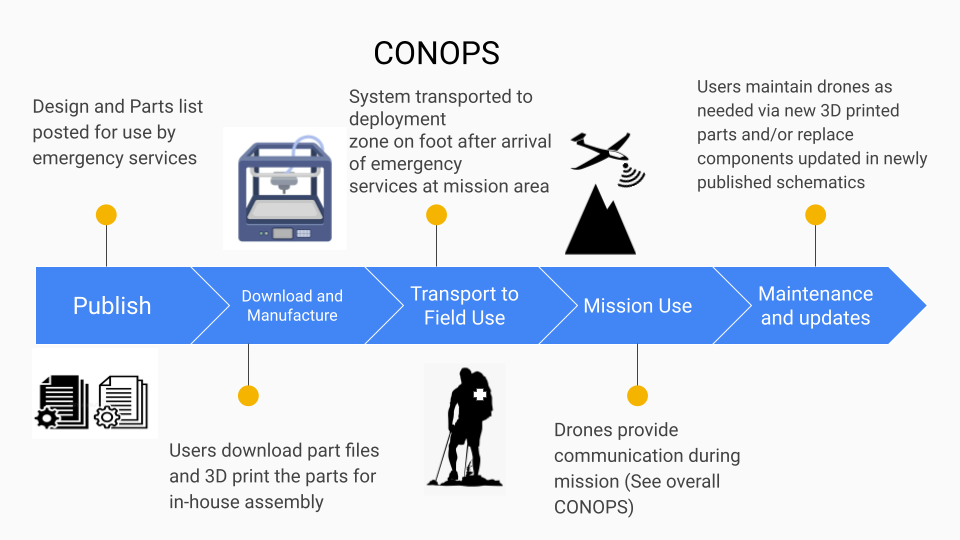 CONOPS
Design and Parts list
posted for use by
emergency services
System transported to
deployment
zone on foot after arrival
of emergency
services at mission area
Users maintain drones as
needed via new 3D printed
parts and/or replace
components updated in newly
published schematics
Publish
Download and
Manufacture
Transport to
Field Use
Mission Use
Maintenance
and updates
Users download part files
and 3D print the parts for
in-house assembly
Drones provide
communication during
mission (See overall
CONOPS)